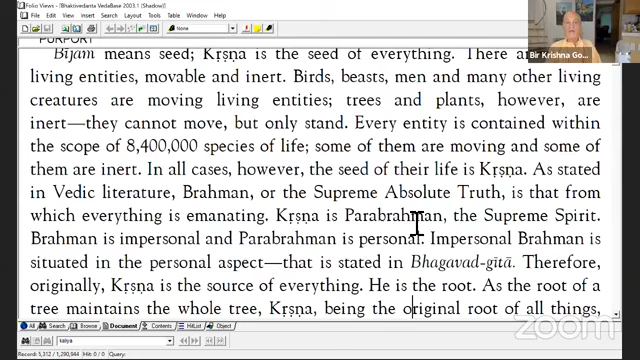 Folio Views - [Bhaktivedanta VedaBase 2003.1 (Shadow)]
File Edit View Search Layout Insert Text Tools Window Help
PURPORT
Bījam means seed; Kṛṣṇa is the seed of everything. There are
living entities, movable and inert. Birds, beasts, men and many other living
creatures are moving living entities; trees and plants, however, are
inert—they cannot move, but only stand. Every entity is contained within
the scope of 8,400,000 species of life; some of them are moving and some of
them are inert. In all cases, however, the seed of their life is Kṛṣṇa. As stated
in Vedic literature, Brahman, or the Supreme Absolute Truth, is that from
which everything is emanating. Kṛṣṇa is Parabrahman, the Supreme Spirit.
Brahman is impersonal and Parabrahman is personal. Impersonal Brahman is
situated in the personal aspect—that is stated in Bhagavad-gītā. Therefore,
originally, Kṛṣṇa is the source of everything. He is the root. As the root of a
tree maintains the whole tree, Kṛṣṇa, being the original root of all things,
All Browse Document Contents Hit List Object
kaliya
Record: 5,312 / 1,290,944 Hit: 0 / 0
Bir Krishna Go...
zoom